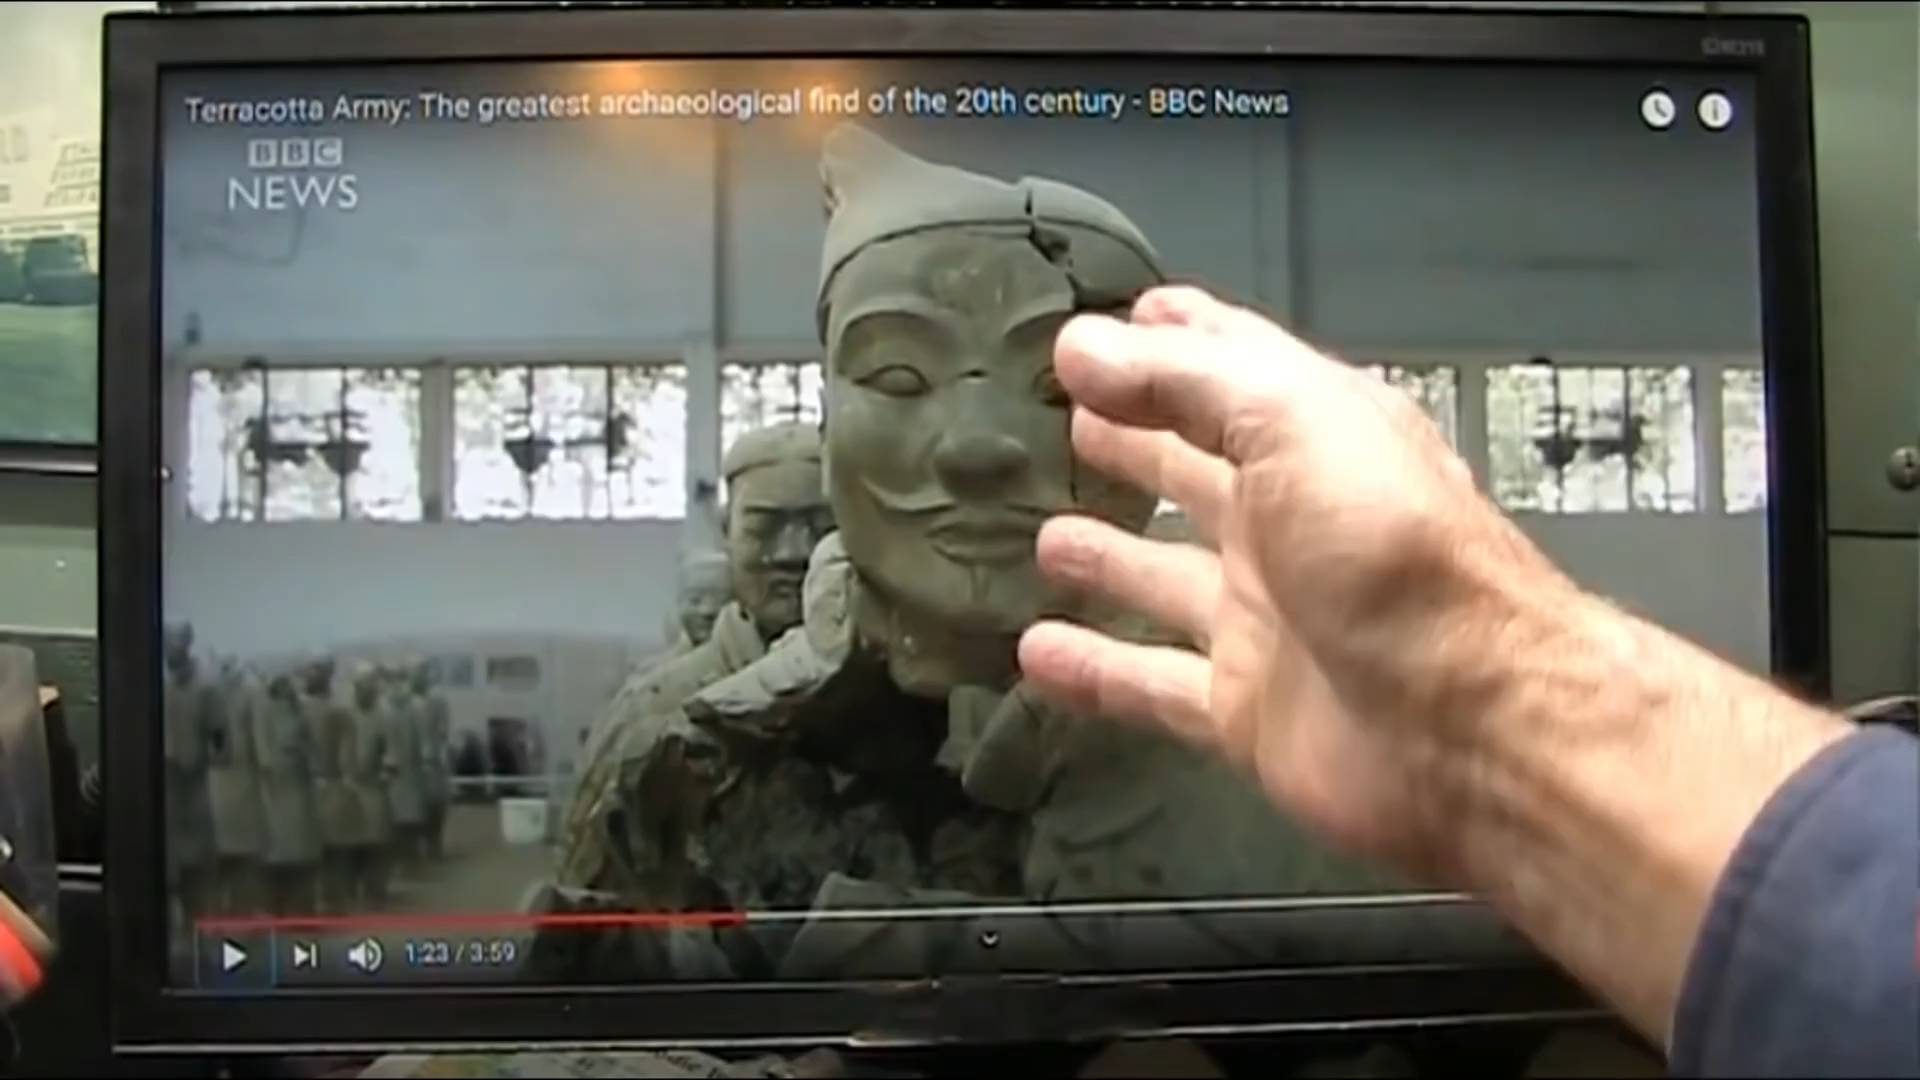 Terracotta Army: The greatest archaeological find of the 20th century - BBC News
BBC
NEWS
1:23 / 3:59